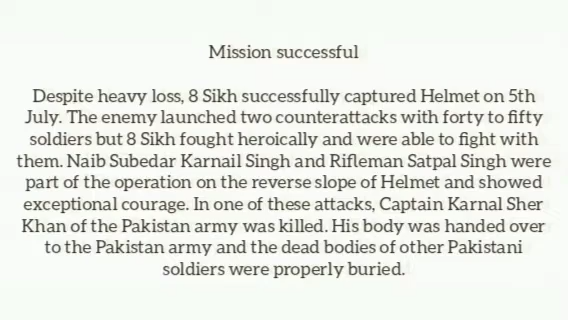 Mission successful
Despite heavy loss, 8 Sikh successfully captured Helmet on 5th
July. The enemy launched two counterattacks with forty to fifty
soldiers but 8 Sikh fought heroically and were able to fight with
them. Naib Subedar Karnail Singh and Rifleman Satpal Singh were
part of the operation on the reverse slope of Helmet and showed
exceptional courage. In one of these attacks, Captain Karnal Sher
Khan of the Pakistan army was killed. His body was handed over
to the Pakistan army and the dead bodies of other Pakistani
soldiers were properly buried.